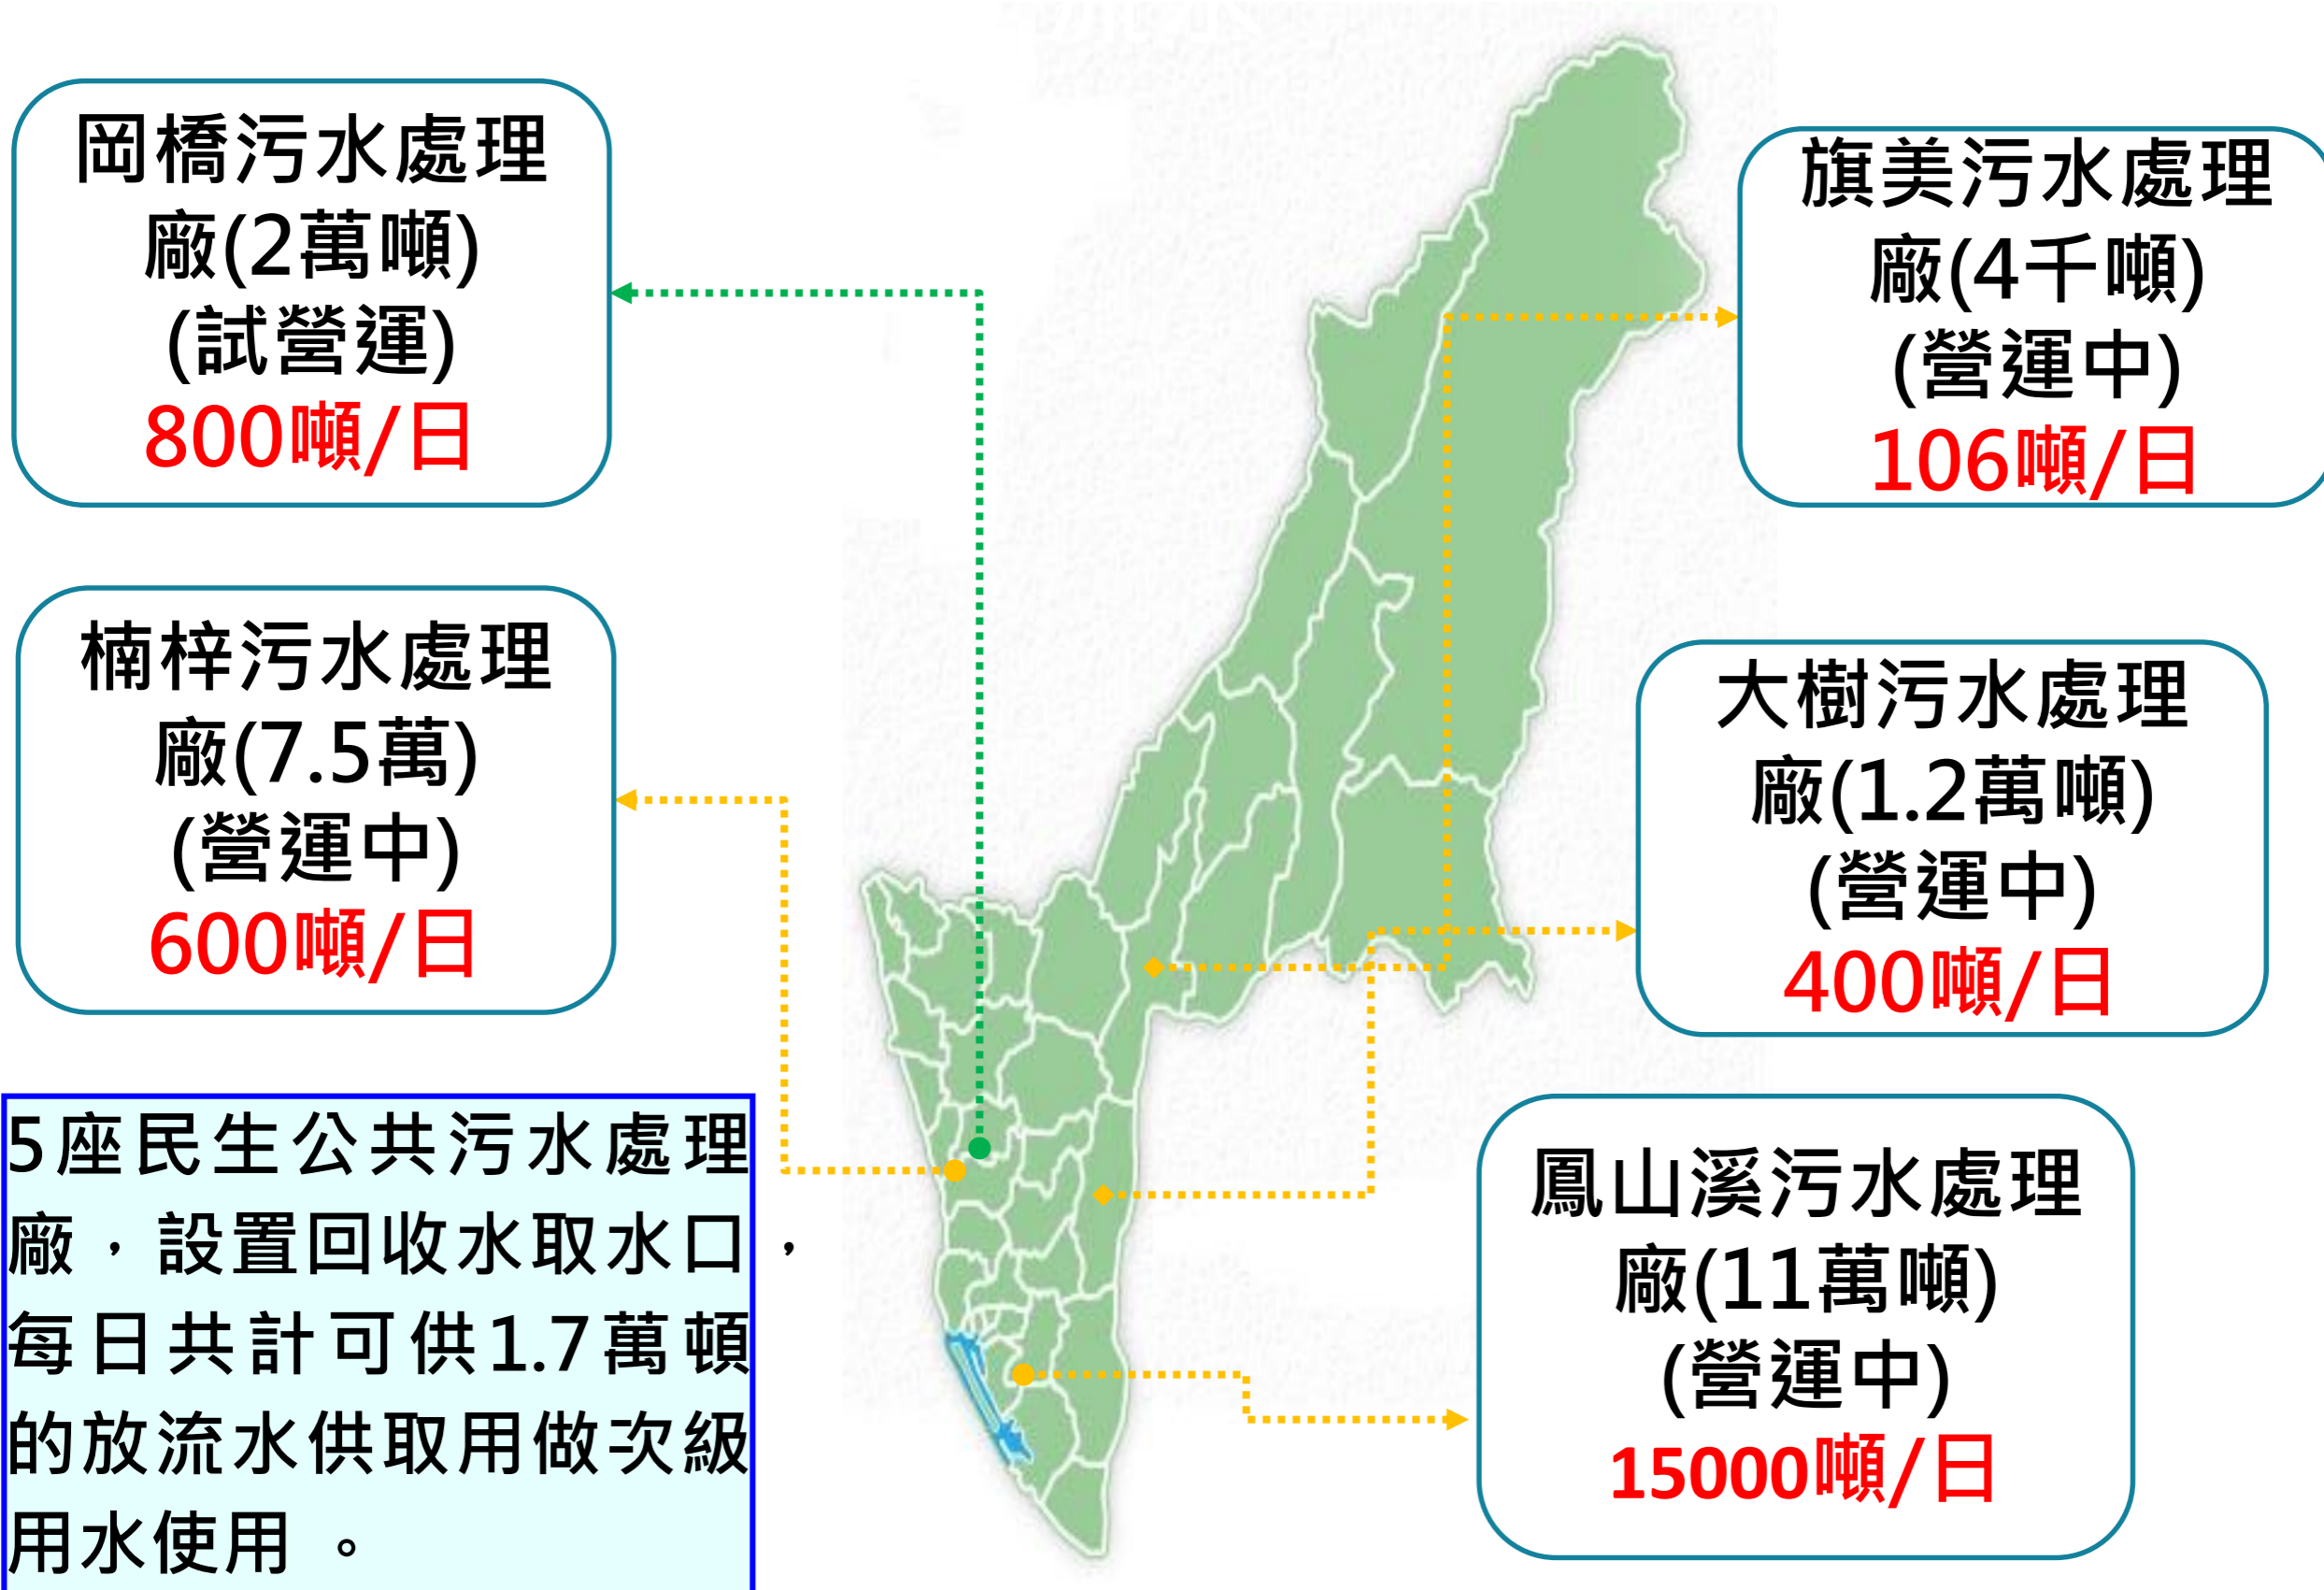 岡橋污水處理
廠(2萬噸)
(試營運)
800噸/日
楠梓污水處理
廠(7.5萬)
(營運中)
600噸/日
旗美污水處理
廠(4千噸)
(營運中)
106噸/日
大樹污水處理
廠(1.2萬噸)
(營運中)
400噸/日
鳳山溪污水處理
廠(11萬噸)
(營運中)
15000噸/日
5座民生公共污水處理
廠，設置回收水取水口，
每日共計可供1.7萬頓
的放流水供取用做次級
用水使用 。